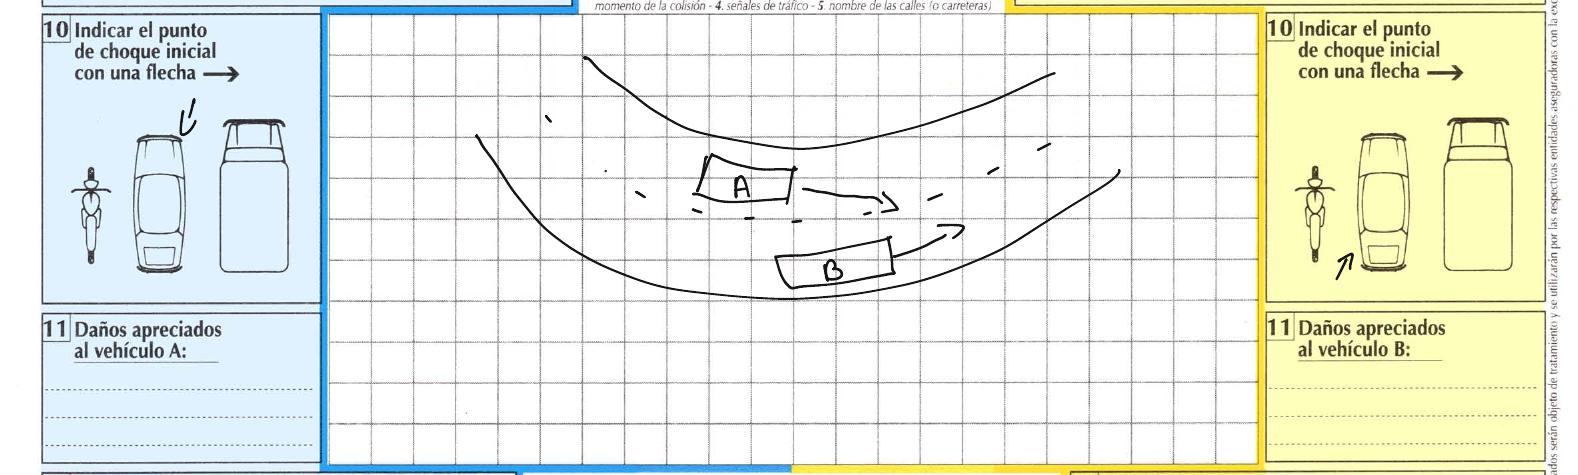 momento de la colisión - 4. señales de tráfico - 5. nombre de las calles (o carreteras)
10 Indicar el punto
de choque inicial
con una flecha
A
B
11 Daños apreciados
al vehículo A:
10 Indicar el punto
de choque inicial
con una flecha
11 Daños apreciados
al vehículo B:
ados serán objeto de tratamiento y se utilizarán por las respectivas entidades aseguradoras con la exc